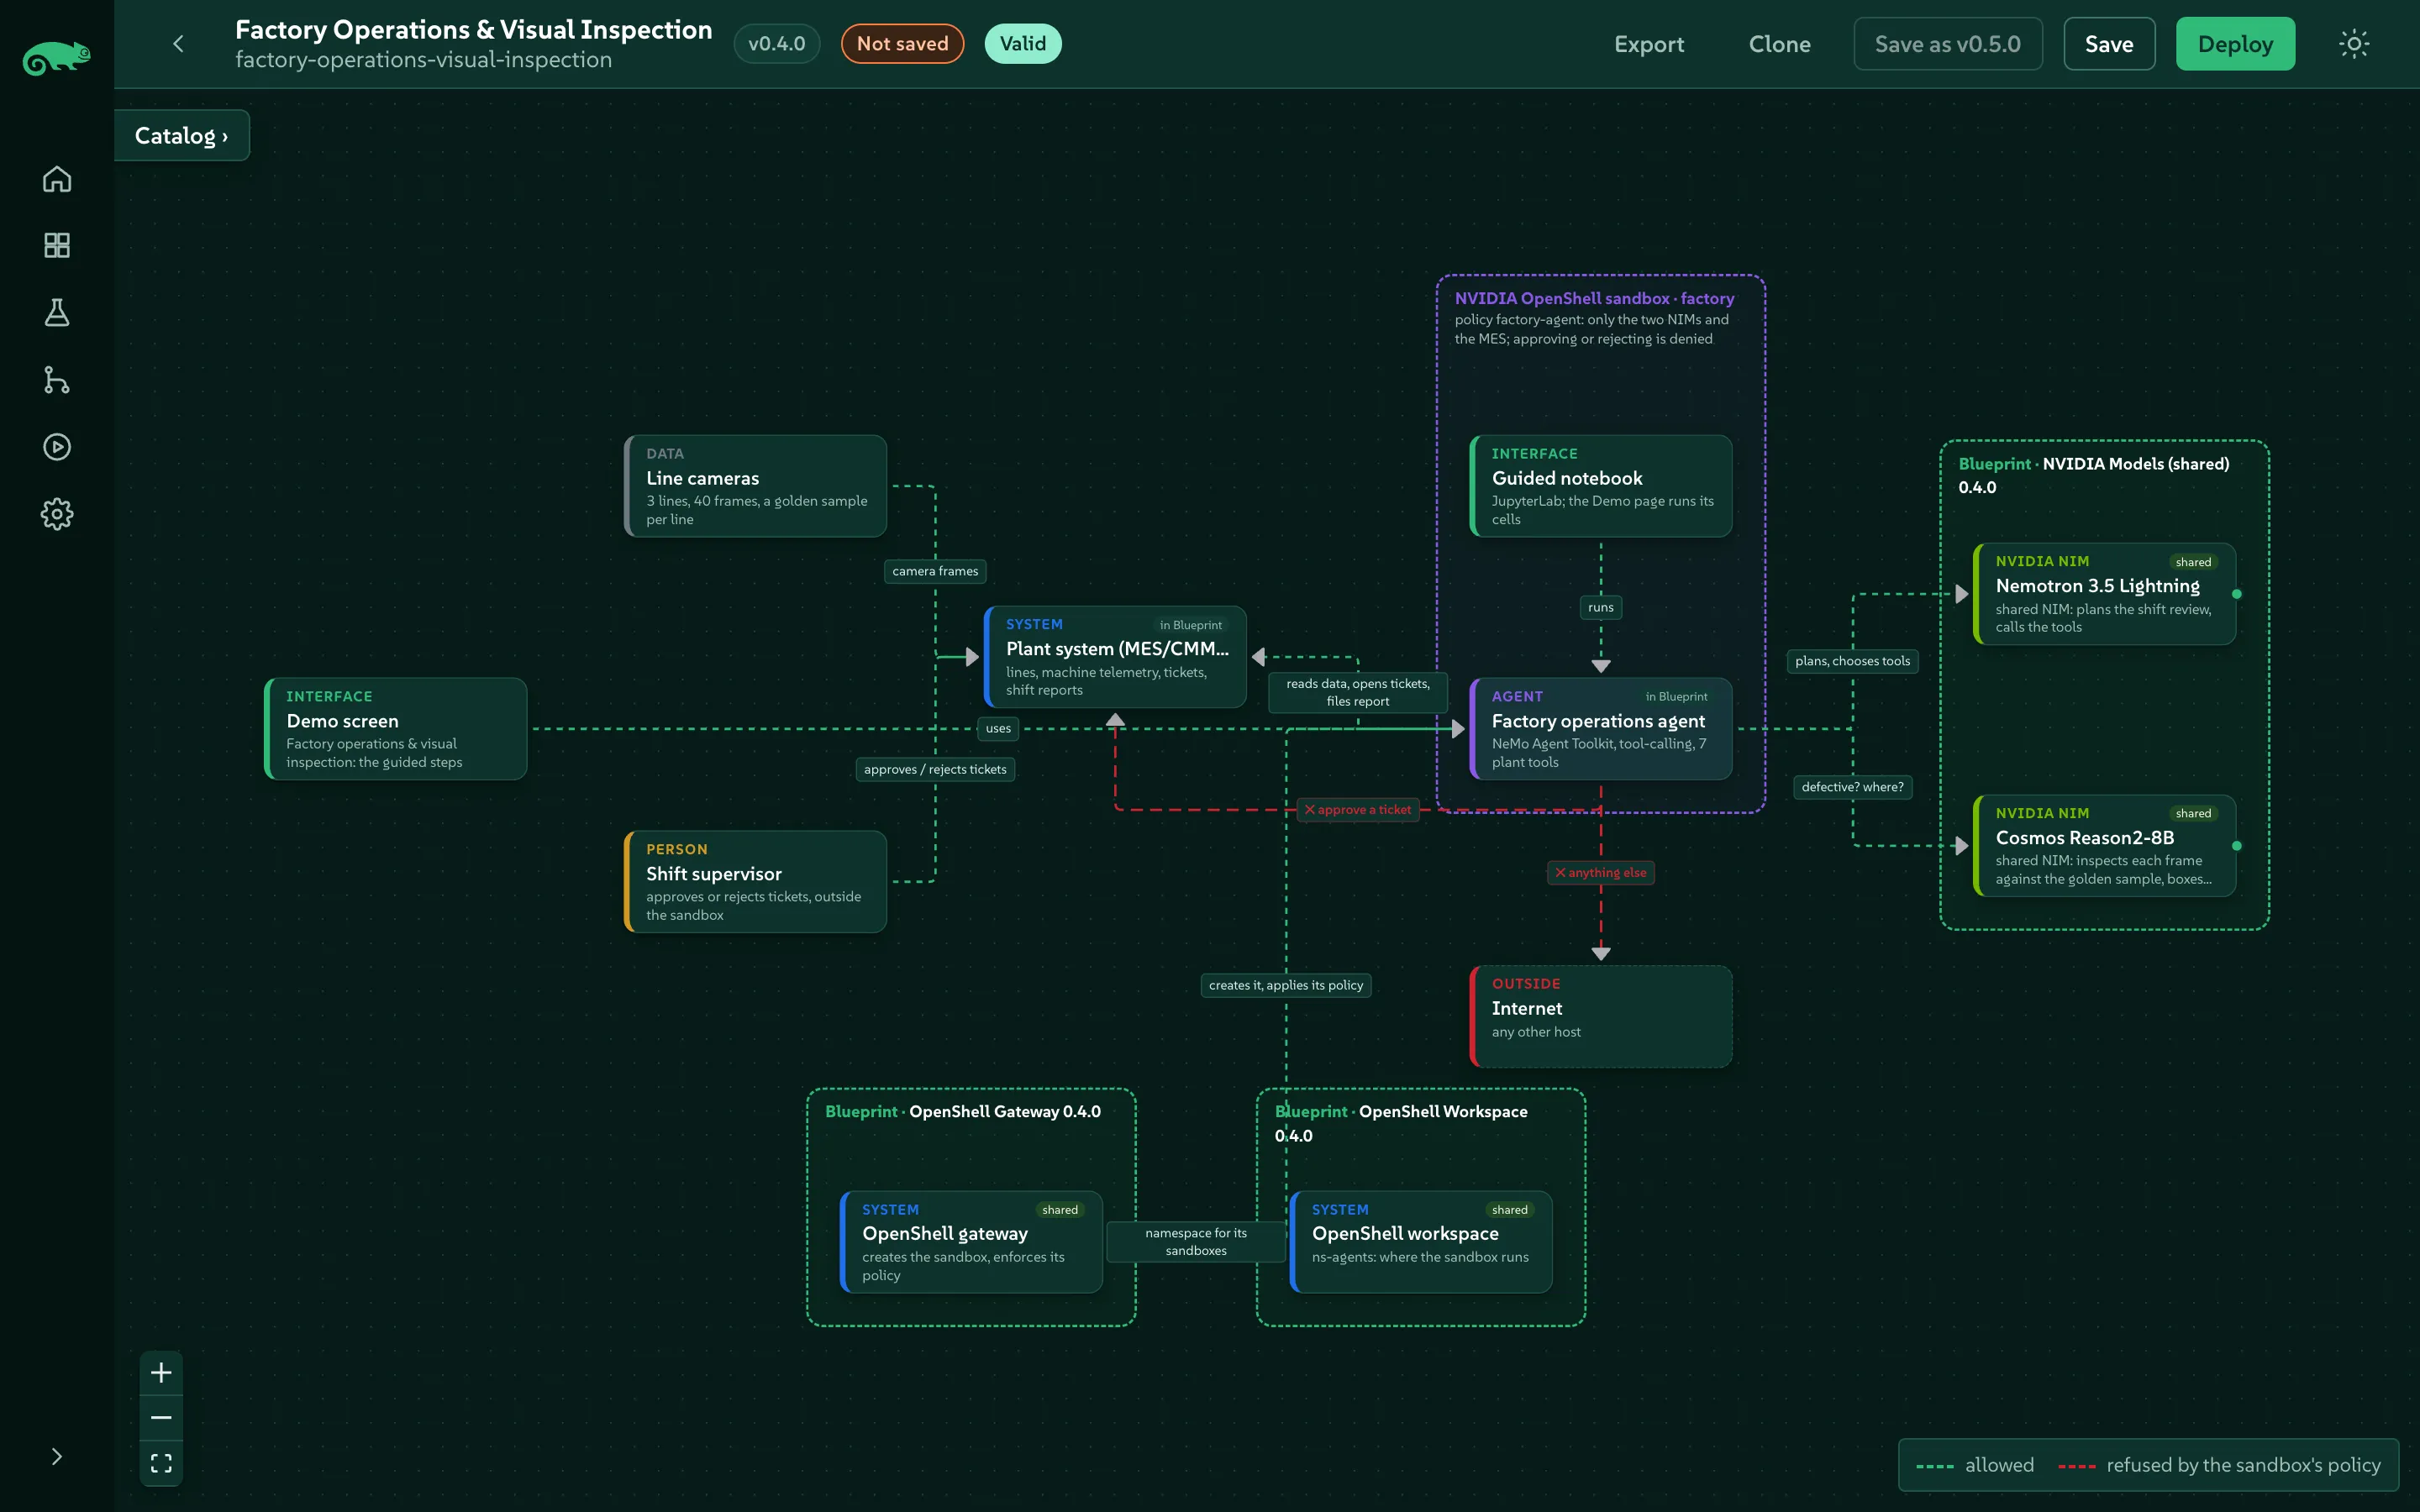 Factory Operations & Visual Inspection
factory-operations-visual-inspection
v0.4.0
Not saved
Valid
Export
Clone
Save as v0.5.0
Save
Deploy
Catalog ›
NVIDIA OpenShell sandbox · factory
policy factory-agent: only the two NIMs and
the MES; approving or rejecting is denied
DATA
Line cameras
3 lines, 40 frames, a golden sample
per line
INTERFACE
Guided notebook
JupyterLab; the Demo page runs its
cells
Blueprint · NVIDIA Models (shared)
0.4.0
camera frames
NVIDIA NIM
shared
Nemotron 3.5 Lightning
shared NIM: plans the shift review,
calls the tools
runs
SYSTEM
in Blueprint
Plant system (MES/CMM...
lines, machine telemetry, tickets,
shift reports
plans, chooses tools
reads data, opens tickets,
files report
INTERFACE
Demo screen
Factory operations & visual
inspection: the guided steps
uses
AGENT
in Blueprint
Factory operations agent
NeMo Agent Toolkit, tool-calling, 7
plant tools
approves / rejects tickets
defective? where?
✕ approve a ticket
NVIDIA NIM
shared
Cosmos Reason2-8B
shared NIM: inspects each frame
against the golden sample, boxes...
PERSON
Shift supervisor
approves or rejects tickets, outside
the sandbox
✕ anything else
creates it, applies its policy
OUTSIDE
Internet
any other host
Blueprint · OpenShell Gateway 0.4.0
Blueprint · OpenShell Workspace
0.4.0
SYSTEM
shared
OpenShell gateway
creates the sandbox, enforces its
policy
namespace for its
sandboxes
SYSTEM
shared
OpenShell workspace
ns-agents: where the sandbox runs
allowed
refused by the sandbox's policy